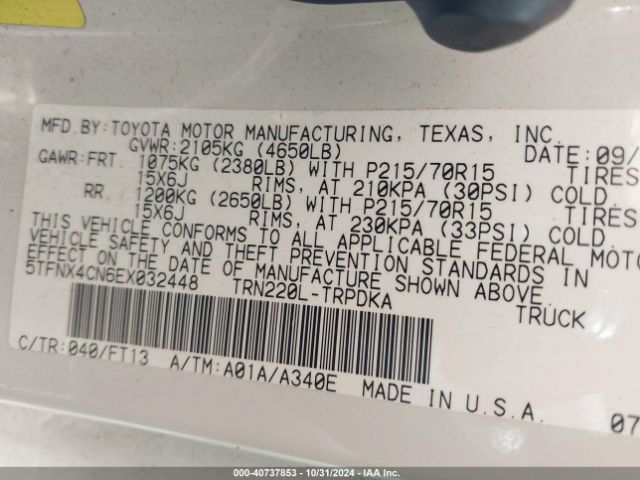 MFD.BY:TOYOTA MOTOR MANUFACTURING, TEXAS, INC.
GVWR:2105KG (4650LB) DATE:09/
GAWR:FRT. 1075KG (2380LB) WITH P215/70R15 TIRES
15X6J RIMS, AT 210KPA (30PSI) COLD
RR. 1200KG (2650LB) WITH P215/70R15 TIRES
15X6J RIMS, AT 230KPA (33PSI) COLD
THIS VEHICLE CONFORMS TO ALL APPLICABLE FEDERAL MOTO
VEHICLE SAFETY AND THEFT PREVENTION STANDARDS IN
EFFECT ON THE DATE OF MANUFACTURE SHOWN ABOVE.
5TFNX4CN6EX032448 TRN220L-TRPDKA TRUCK
C/TR:040/FT13 A/TM:A01A/A340E MADE IN U.S.A. 07
000-40737853 • 10/31/2024 • IAA Inc.